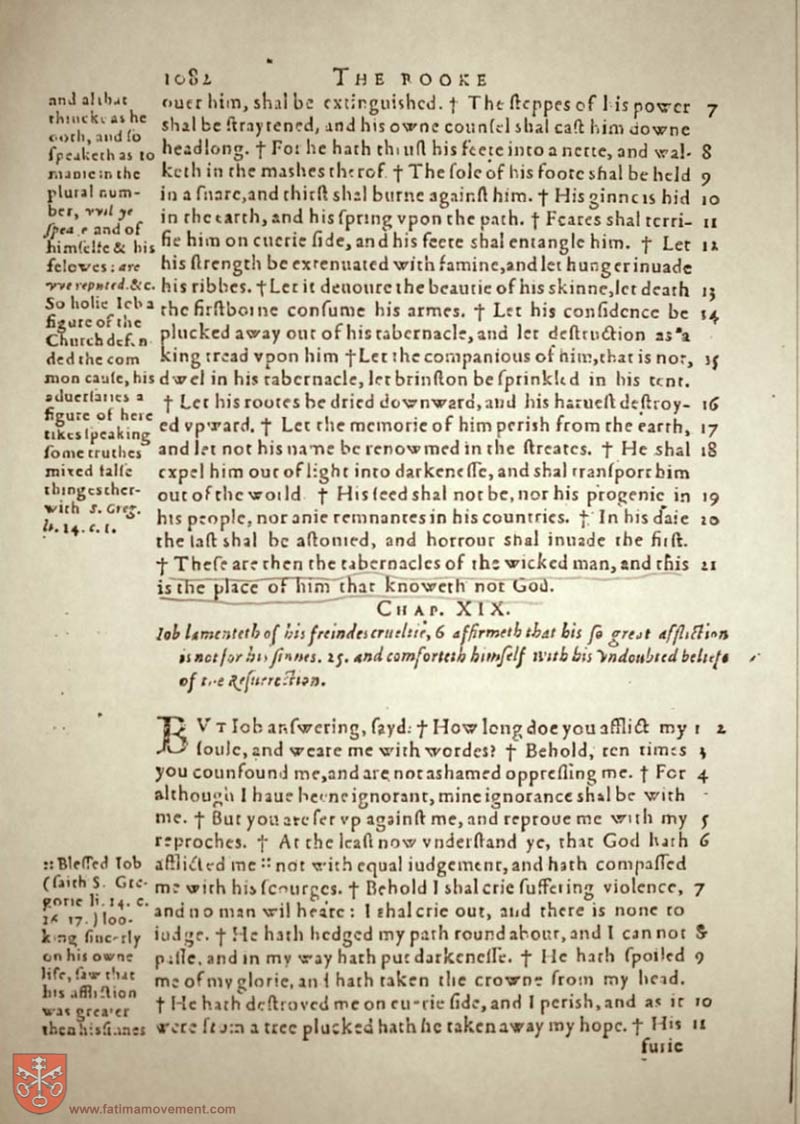 1082 THE BOOKE
ouer him, shal be extinguished. † The steppes of his power 7
shal be straytened, and his owne counsel shal cast him downe
headlong. † For he hath thrust his feete into a nette, and wal- 8
keth in the mashes therof. † The sole of his foote shal be held 9
in a snare, and thirst shal burne against him. † His ginne is hid 10
in the earth, and his spring vpon the path. † Feares shal terri- 11
fie him on euerie side, and his feete shal entangle him. † Let 12
his strength be extenuated with famine, and let hunger inuade
his ribbes. † Let it deuoure the beautie of his skinne, let death 13
the firstborne consume his armes. † Let his confidence be 14
plucked away out of his tabernacle, and let destruction as a
king tread vpon him † Let the companious of him, that is not, 15
dwel in his tabernacle, let brinston be sprinkled in his tent.
† Let his rootes be dried downward, and his haruest destroy- 16
ed vpward. † Let the memorie of him perish from the earth, 17
and let not his name be renowmed in the streates. † He shal 18
expel him out of light into darkenesse, and shal transport him
out of the world † His seed shal not be, nor his progenie in 19
his people, nor anie remnantes in his countries. † In his daie 20
the last shal be astonied, and horrour shal inuade the first.
† These are then the tabernacles of the wicked man, and this 21
is the place of him that knoweth not God.
and al that
thincke as he
doth, and so
speaketh as to
manie in the
plural num-
ber, vvil ye
speake and of
himselfe & his
felovves: are
vve reputed. &c.
So holie Iob a
figure of the
Church defen
ded the com
mon cause, his
aduersaries a
figure of here
tikes speaking
some truthes
mixed false
thinges ther-
with S. Greg.
li. 14. c. 1.
CHAP. XIX.
Iob lamenteth of his freindes crueltie, 6 affirmeth that his so great affliction
is not for his sinnes. 25. and comforteth himself with his vndoubted beliefe
of the Resurrection.
BVT Iob answering, sayd: † How long doe you afflict my 1 2
soule, and weare me with wordes? † Behold, ten times 3
you counfound me, and are not ashamed oppressing me. † For 4
although I haue beene ignorant, mine ignorance shal be with
me. † But you are set vp against me, and reproue me with my 5
reproches. † At the least now vnderstand ye, that God hath 6
afflicted me :: not with equal iudgement, and hath compassed
me with his scourges. † Behold I shal crie suffering violence, 7
and no man wil heare: I shal crie out, and there is none to
iudge. † He hath hedged my path round about, and I can not 8
passe, and in my way hath put darkenesse. † He hath spoiled 9
me of my glorie, and hath taken the crowne from my head.
† He hath destroyed me on euerie side, and I perish, and as it 10
were from a tree plucked hath he taken away my hope. † His 11
furie
:: Blessed Iob
(saith S. Gre-
gorie li. 14. c.
16 17.) loo-
king sincerly
on his owne
life, saw that
his affliction
was greater
then his sinnes
www.fatimamovement.com